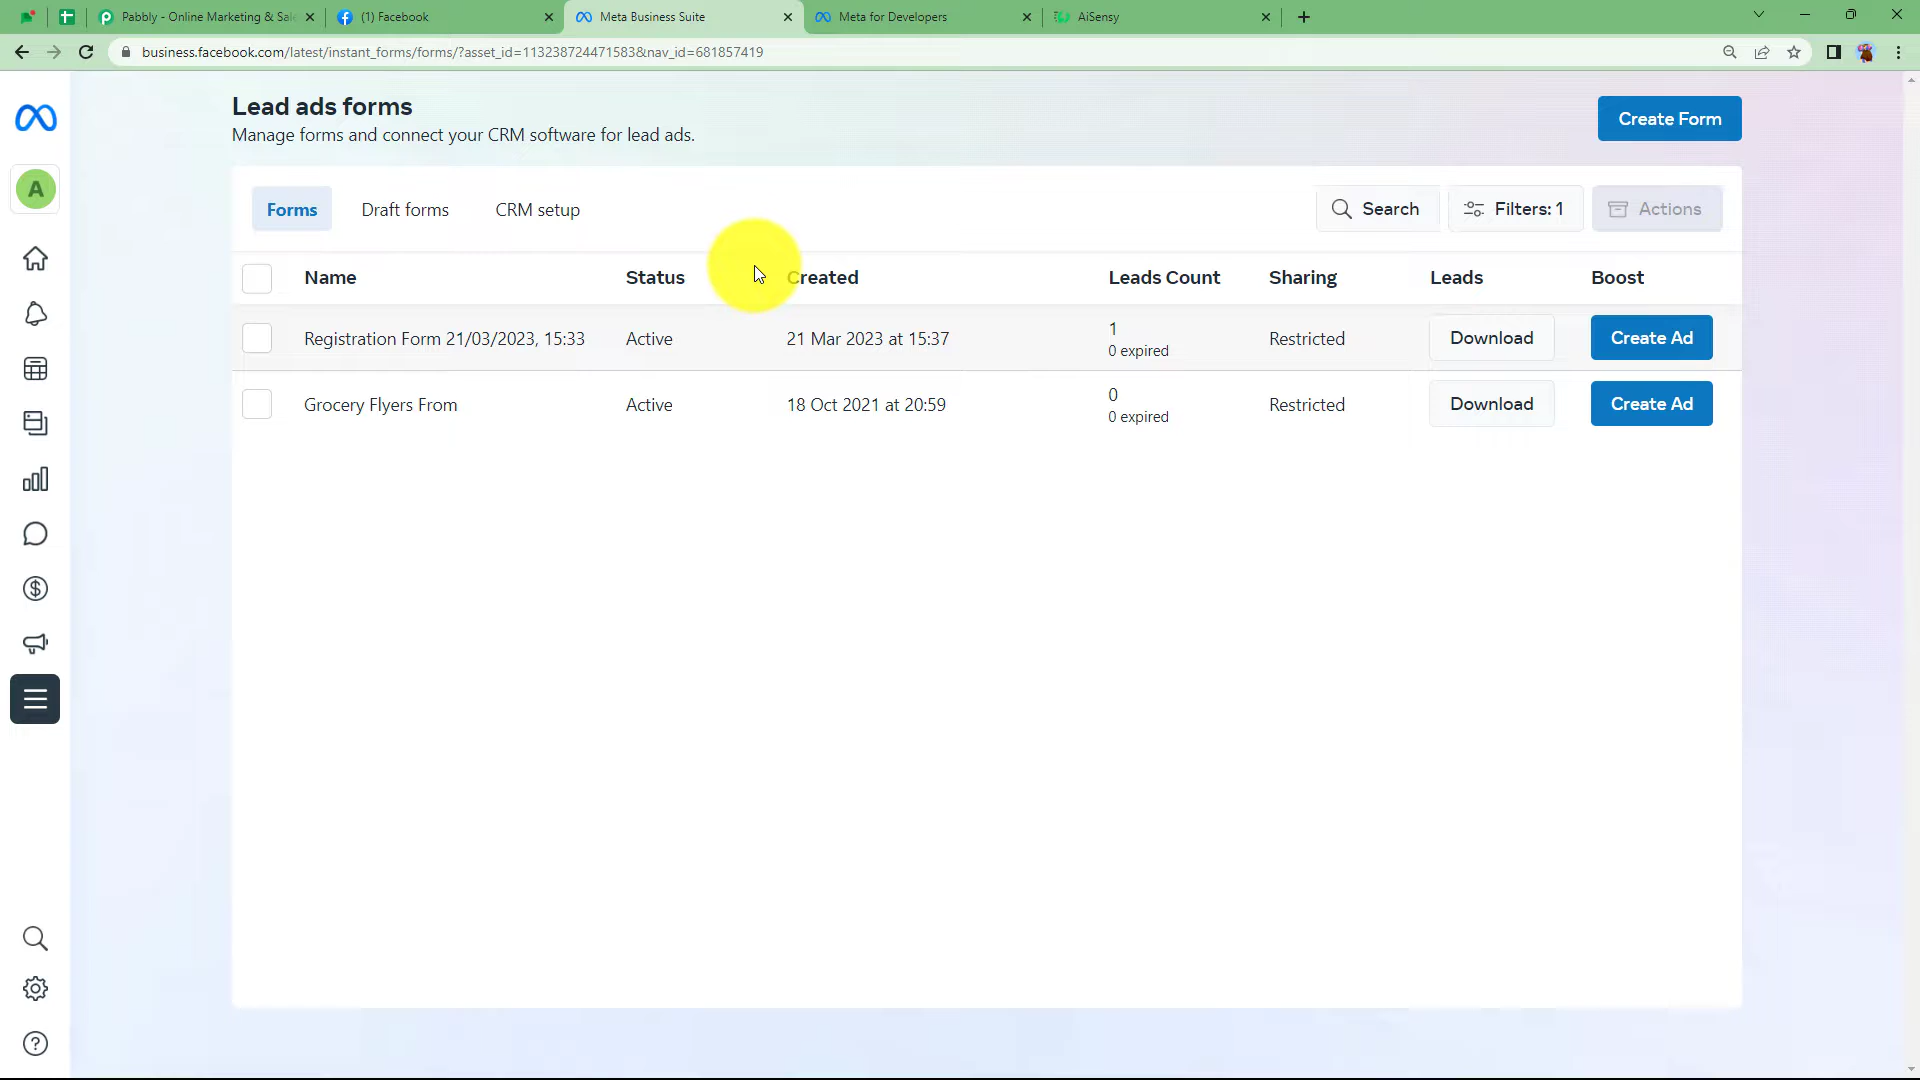 Pabbly - Online Marketing & Sal
(1) Facebook
Meta Business Suite
Meta for Developers
AiSensy
business.facebook.com/latest/instant_forms/forms/?asset_id=113238724471583&nav_id=681857419
Lead ads forms
Manage forms and connect your CRM software for lead ads.
Create Form
A
Forms Draft forms CRM setup Search Filters: 1 Actions
Name Status Created Leads Count Sharing Leads Boost
Registration Form 21/03/2023, 15:33 Active 21 Mar 2023 at 15:37 1 Restricted Download Create Ad
0 expired
Grocery Flyers From Active 18 Oct 2021 at 20:59 0 Restricted Download Create Ad
0 expired